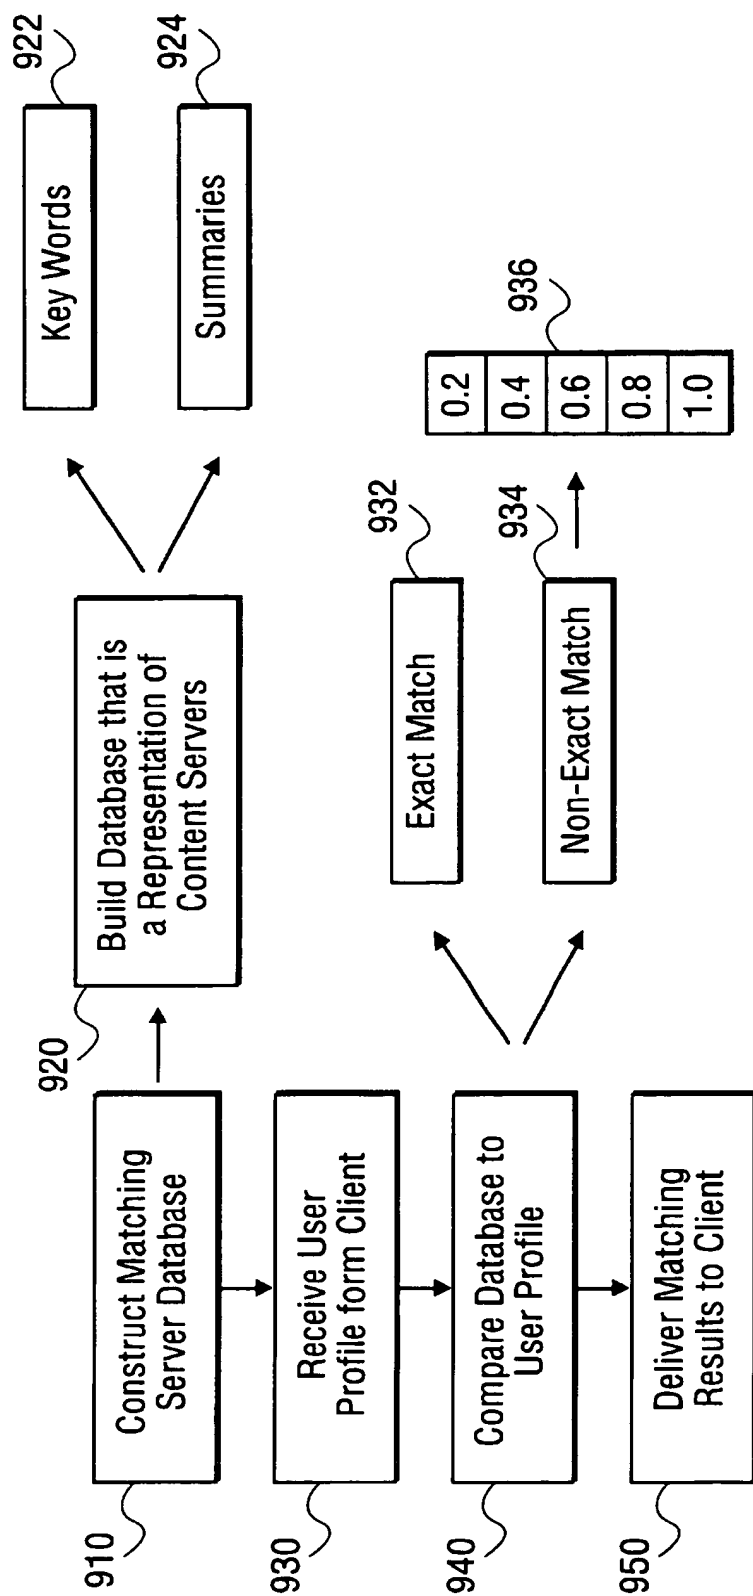 910
Construct Matching
Server Database
920
Build Database that is
a Representation of
Content Servers
922
Key Words
924
Summaries
930
Receive User
Profile form Client
940
Compare Database to
User Profile
932
Exact Match
934
Non-Exact Match
936
0.2
0.4
0.6
0.8
1.0
950
Deliver Matching
Results to Client